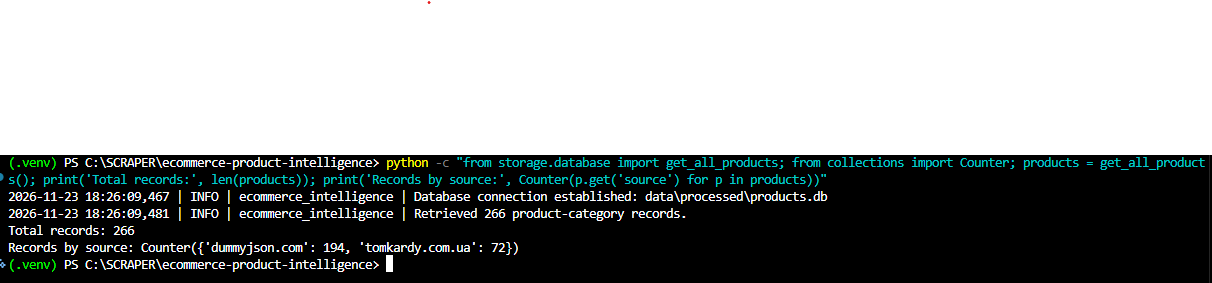 (.venv) PS C:\SCRAPER\ecommerce-product-intelligence> python -c "from storage.database import get_all_products; from collections import Counter; products = get_all_product
s(); print('Total records:', len(products)); print('Records by source:', Counter(p.get('source') for p in products))"
2026-11-23 18:26:09,467 | INFO | ecommerce_intelligence | Database connection established: data\processed\products.db
2026-11-23 18:26:09,481 | INFO | ecommerce_intelligence | Retrieved 266 product-category records.
Total records: 266
Records by source: Counter({'dummyjson.com': 194, 'tomkardy.com.ua': 72})
(.venv) PS C:\SCRAPER\ecommerce-product-intelligence>